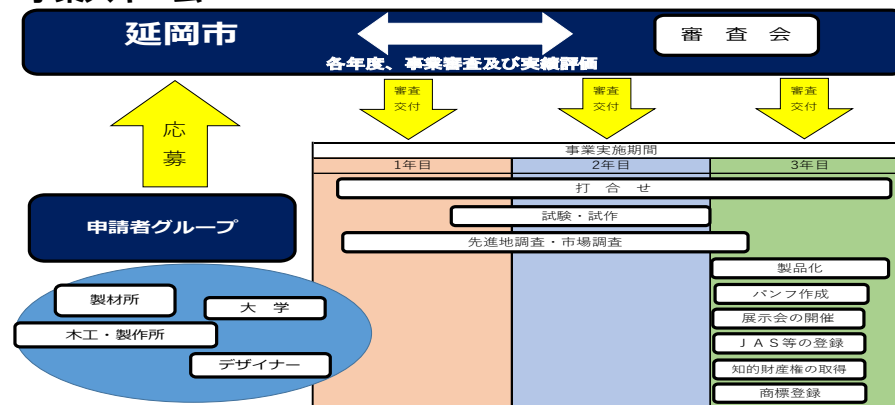 延岡市
審 査 会
各年度、事業審査及び実績評価
審査
交付
審査
交付
審査
交付
応
募
事業実施期間
1年目
2年目
3年目
打 合 せ
試験・試作
先進地調査・市場調査
製品化
パンフ作成
展示会の開催
ＪＡＳ等の登録
知的財産権の取得
商標登録
申請者グループ
製材所
大 学
木工・製作所
デザイナー